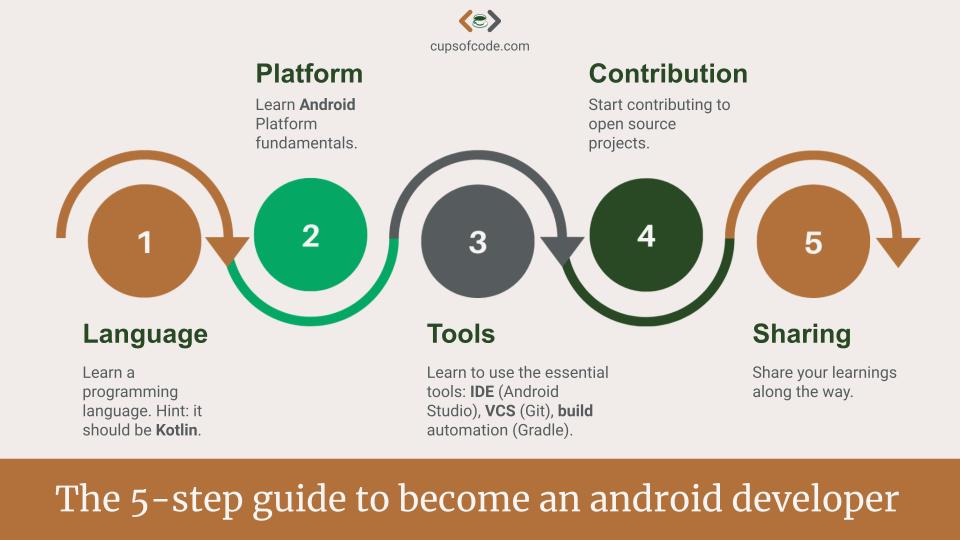 cupsofcode.com
Platform
Learn Android
Platform
fundamentals.
Contribution
Start contributing to
open source
projects.
1
2
3
4
5
Language
Learn a
programming
language. Hint: it
should be Kotlin.
Tools
Learn to use the essential
tools: IDE (Android
Studio), VCS (Git), build
automation (Gradle).
Sharing
Share your learnings
along the way.
The 5-step guide to become an android developer